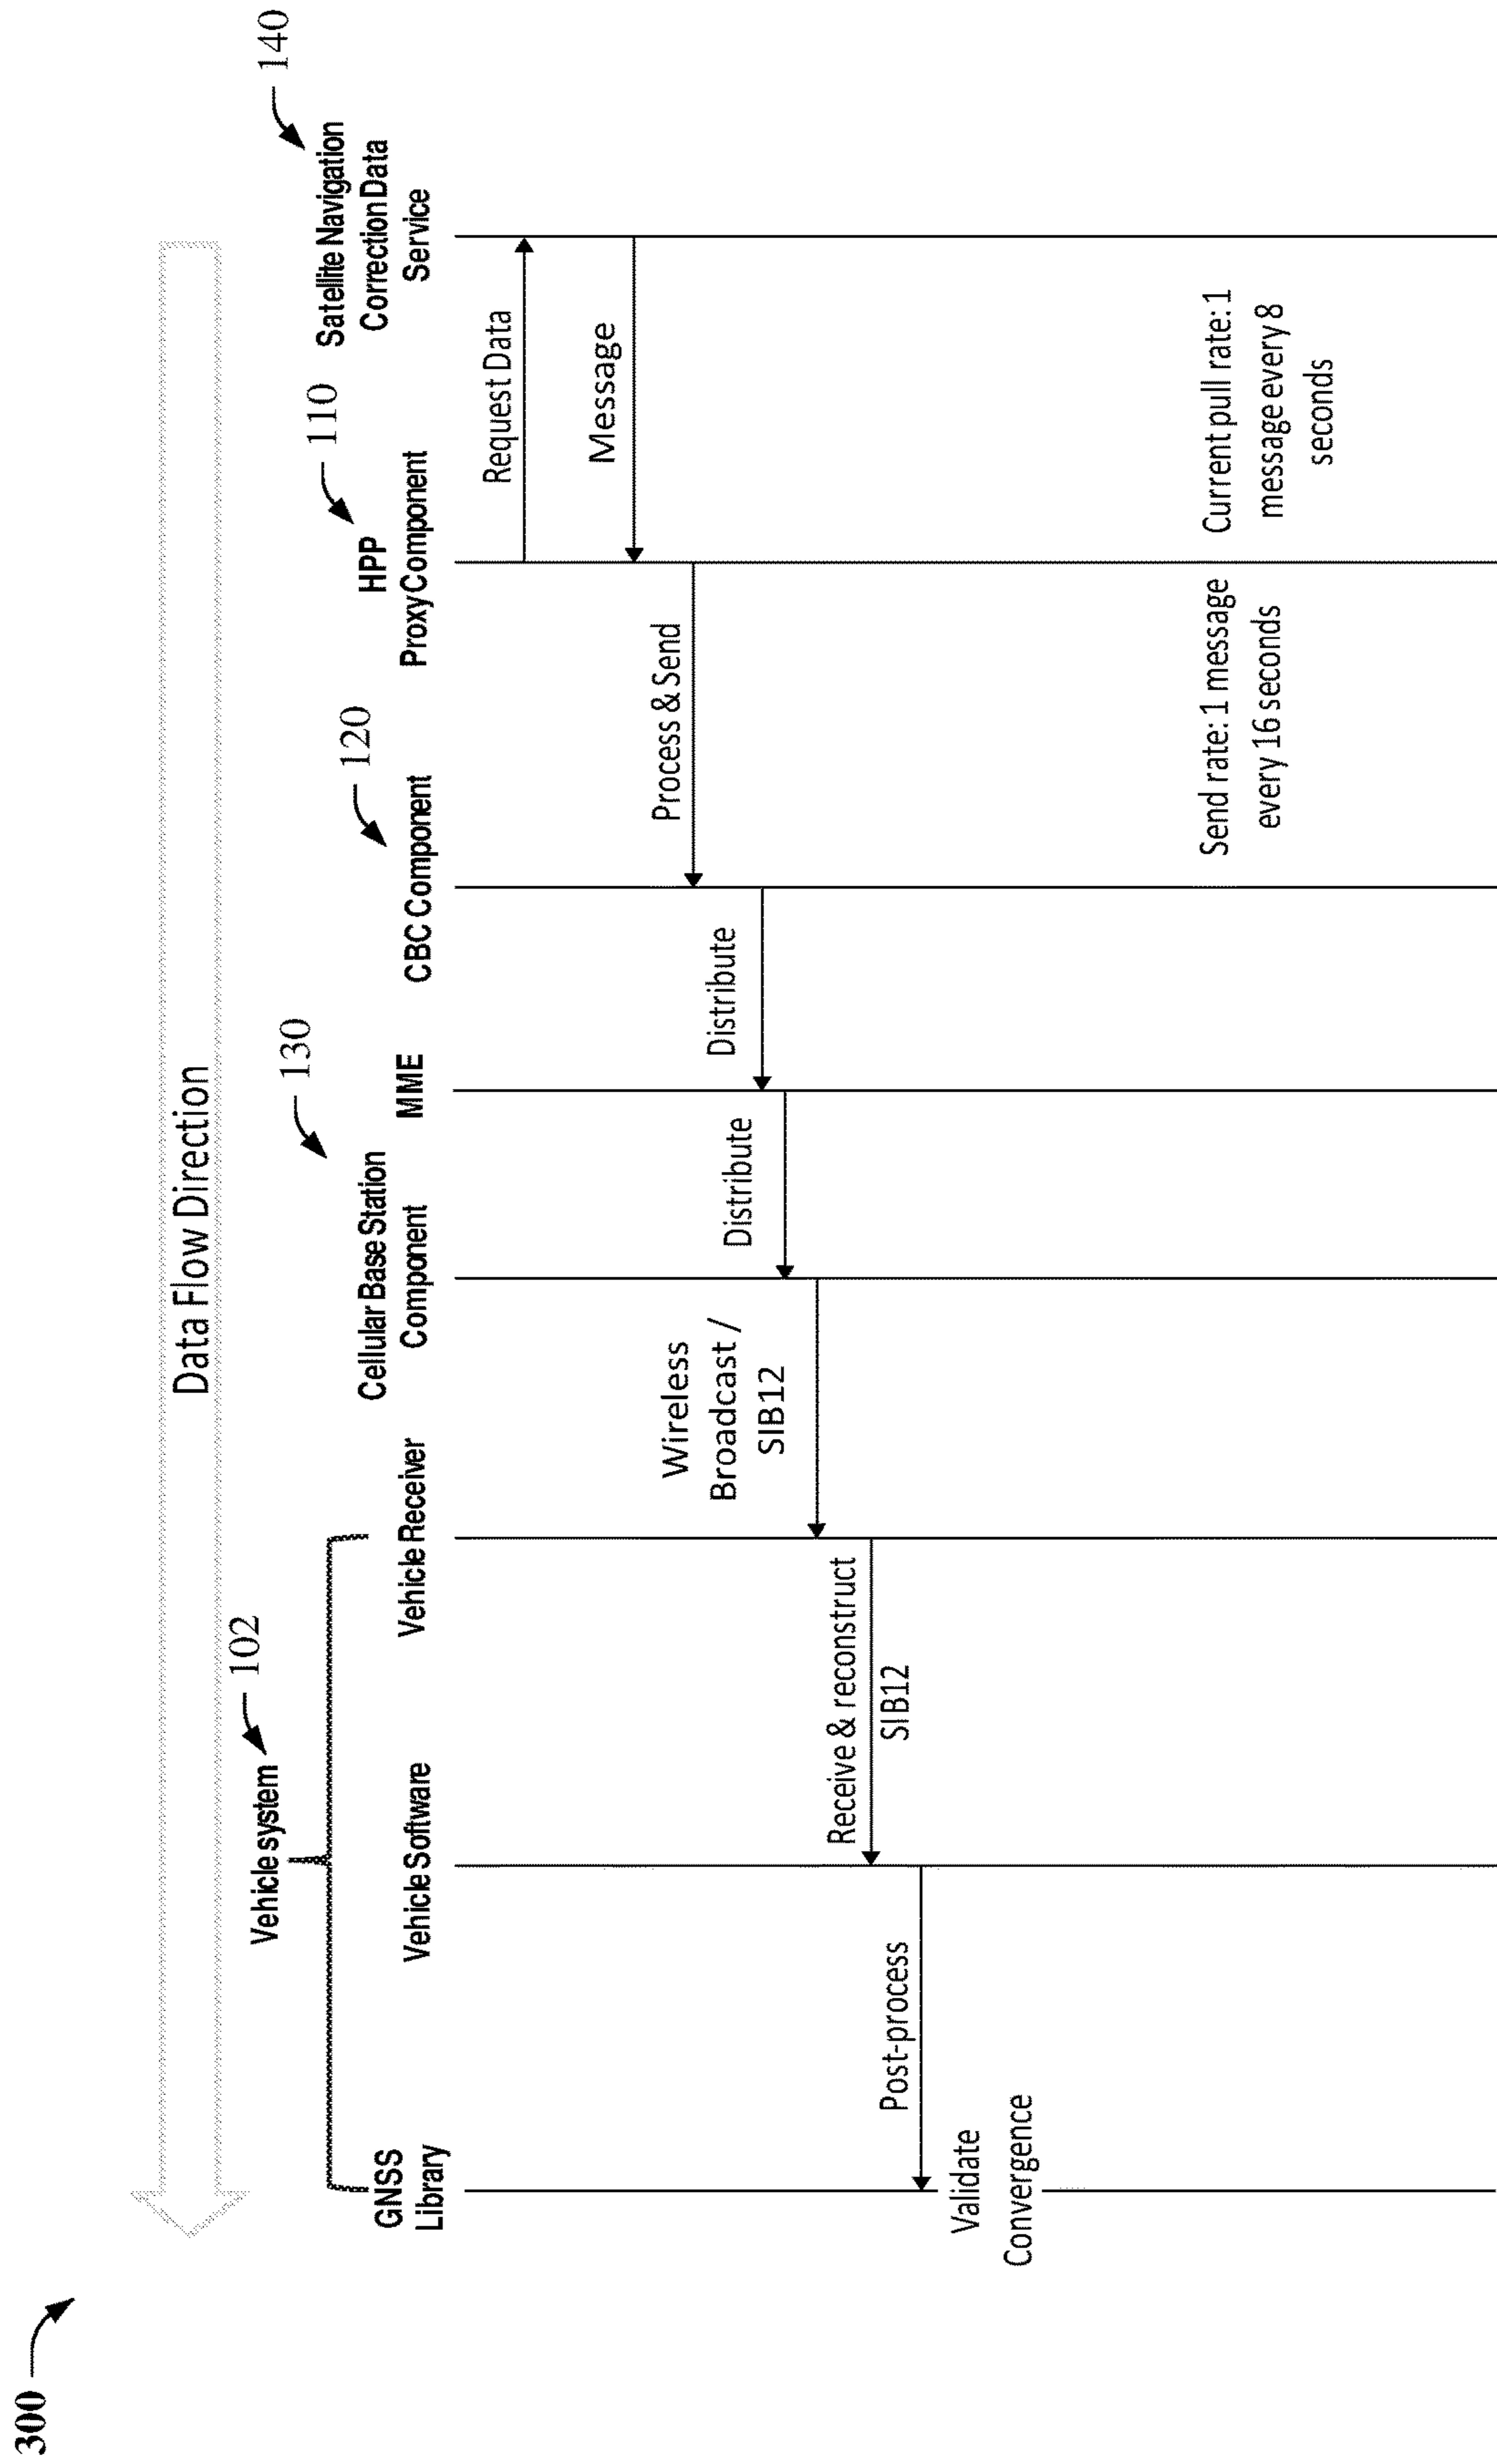 300
Data Flow Direction
Vehicle system
102
130
120
110
140
GNSS
Library
Vehicle Software
Vehicle Receiver
Cellular Base Station
Component
MME
CBC Component
HPP
Proxy Component
Satellite Navigation
Correction Data
Service
Request Data
Message
Process & Send
Distribute
Distribute
Wireless
Broadcast /
SIB12
Receive & reconstruct
SIB12
Post-process
Validate
Convergence
Send rate: 1 message
every 16 seconds
Current pull rate: 1
message every 8
seconds